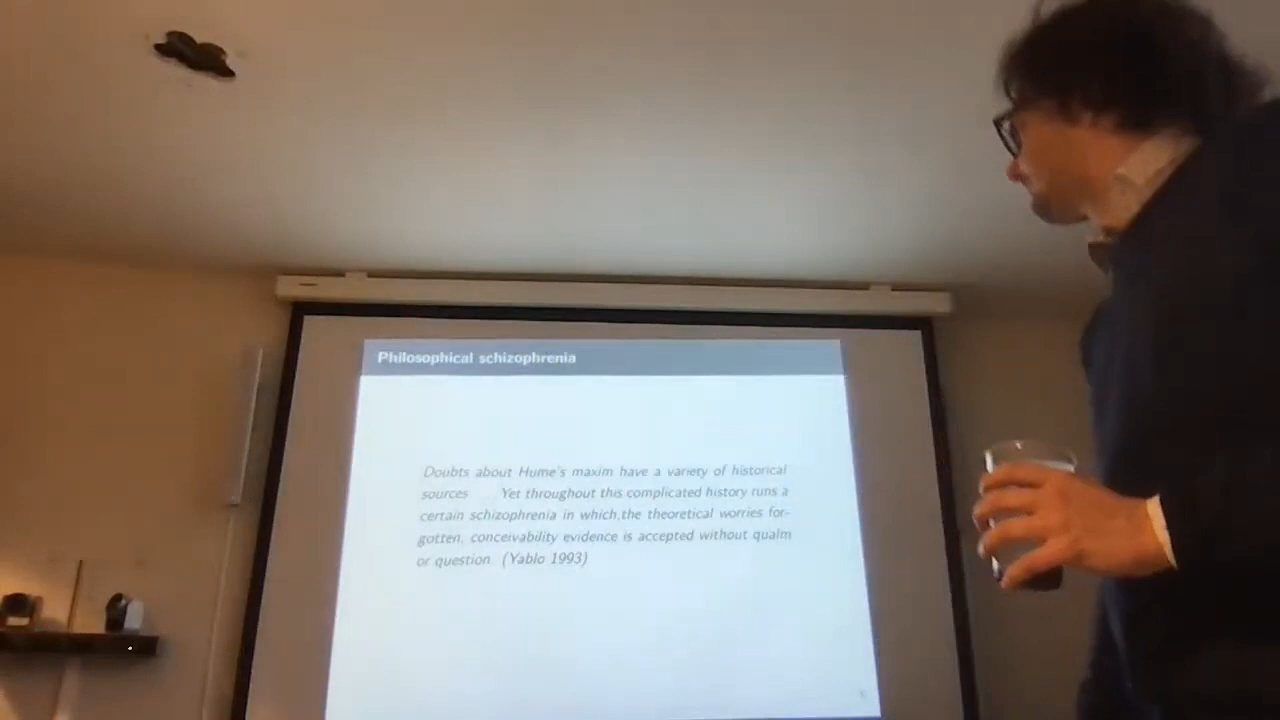 Philosophical schizophrenia
Doubts about Hume's maxim have a variety of historical
sources Yet throughout this complicated history runs a
certain schizophrenia in which, the theoretical worries for-
gotten, conceivability evidence is accepted without qualm
or question. (Yablo 1993)